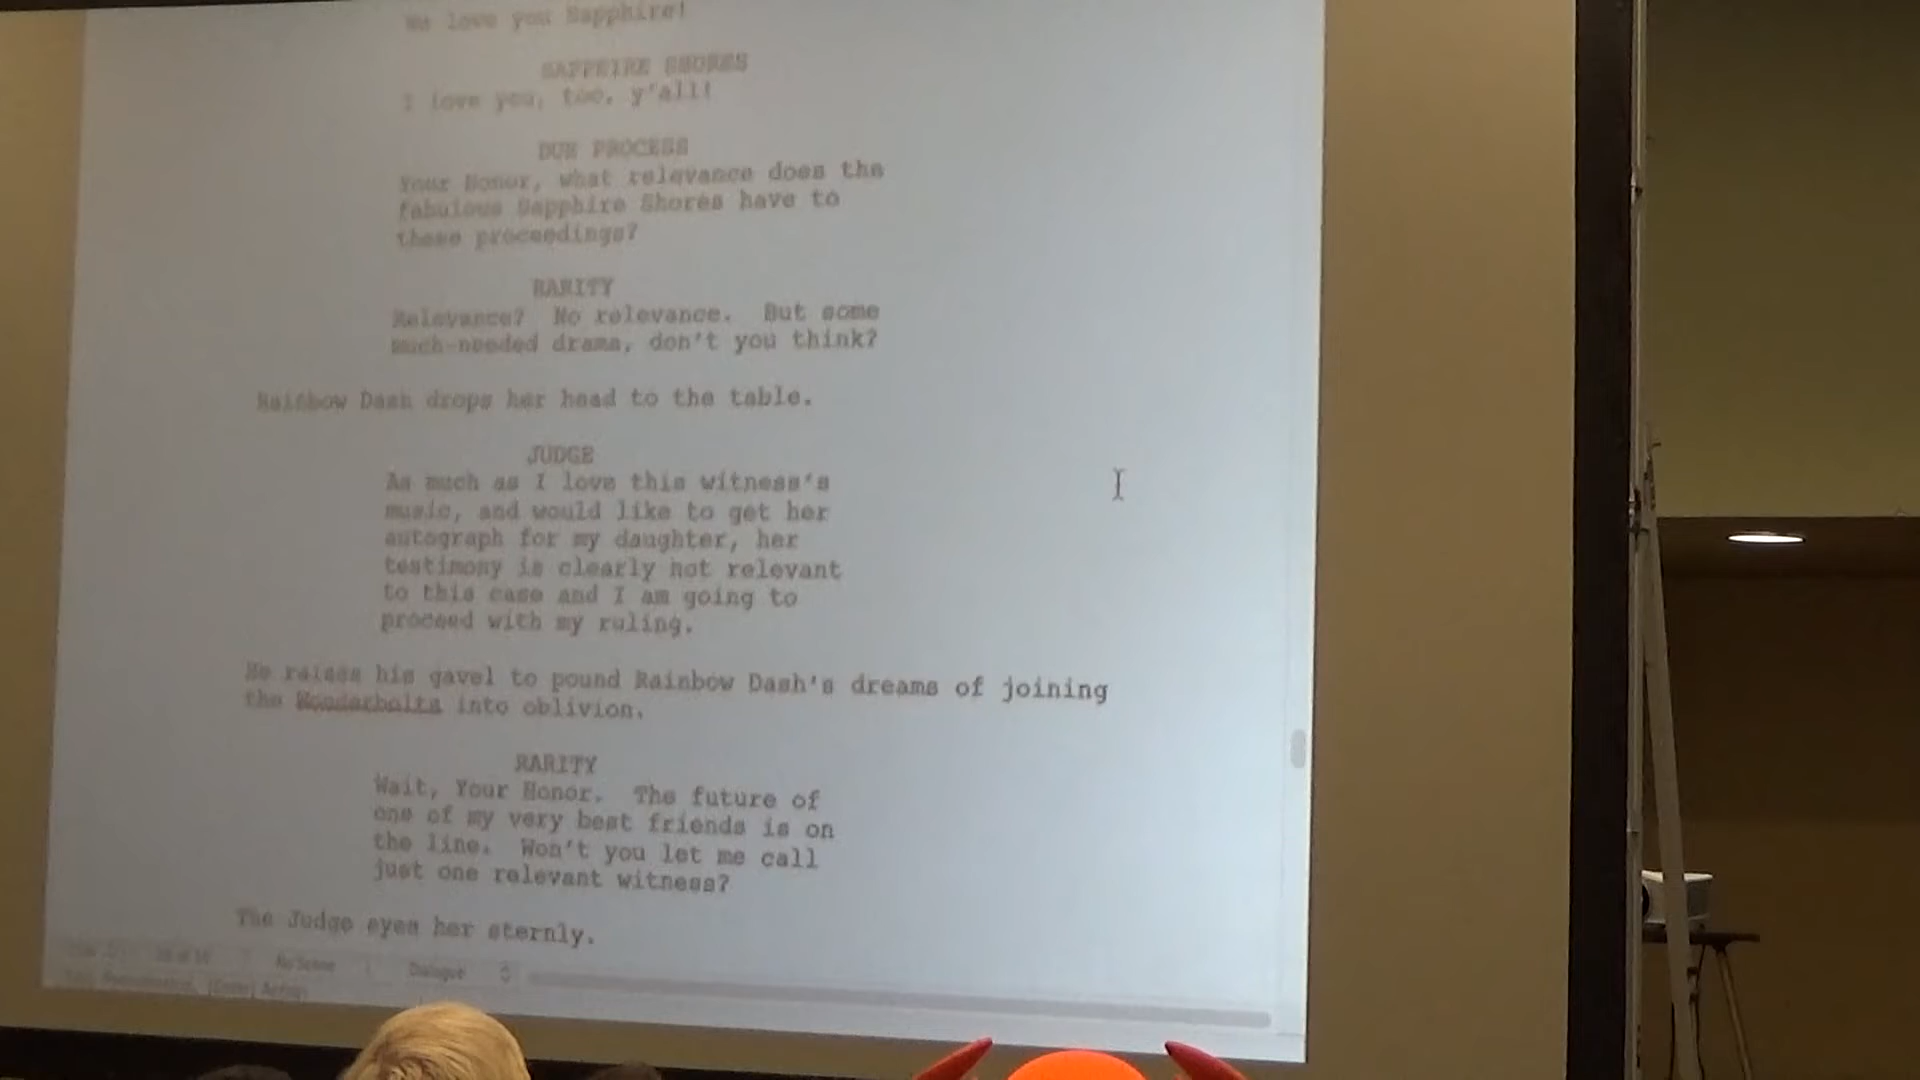 We love you Sapphire!
SAPPHIRE SHORES
I love you, too, y'all!
DUE PROCESS
Your Honor, what relevance does the
fabulous Sapphire Shores have to
these proceedings?
RARITY
Relevance?  No relevance.  But some
much-needed drama, don't you think?
Rainbow Dash drops her head to the table.
JUDGE
As much as I love this witness's
music, and would like to get her
autograph for my daughter, her
testimony is clearly not relevant
to this case and I am going to
proceed with my ruling.
He raises his gavel to pound Rainbow Dash's dreams of joining
the Wonderbolts into oblivion.
RARITY
Wait, Your Honor.  The future of
one of my very best friends is on
the line.  Won't you let me call
just one relevant witness?
The Judge eyes her sternly.
No Scene Dialogue